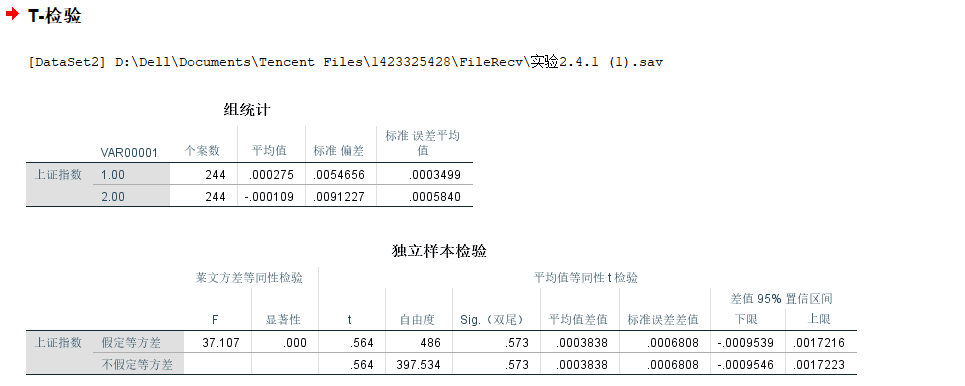 T-检验
[DataSet2] D:\Dell\Documents\Tencent Files\1423325428\FileRecv\实验2.4.1 (1).sav
组统计
VAR00001 个案数 平均值 标准 偏差 标准 误差平均值
上证指数 1.00 244 .000275 .0054656 .0003499
2.00 244 -.000109 .0091227 .0005840
独立样本检验
莱文方差等同性检验 平均值等同性 t 检验
差值 95% 置信区间
F 显著性 t 自由度 Sig.（双尾） 平均值差值 标准误差差值 下限 上限
上证指数 假定等方差 37.107 .000 .564 486 .573 .0003838 .0006808 -.0009539 .0017216
不假定等方差 .564 397.534 .573 .0003838 .0006808 -.0009546 .0017223